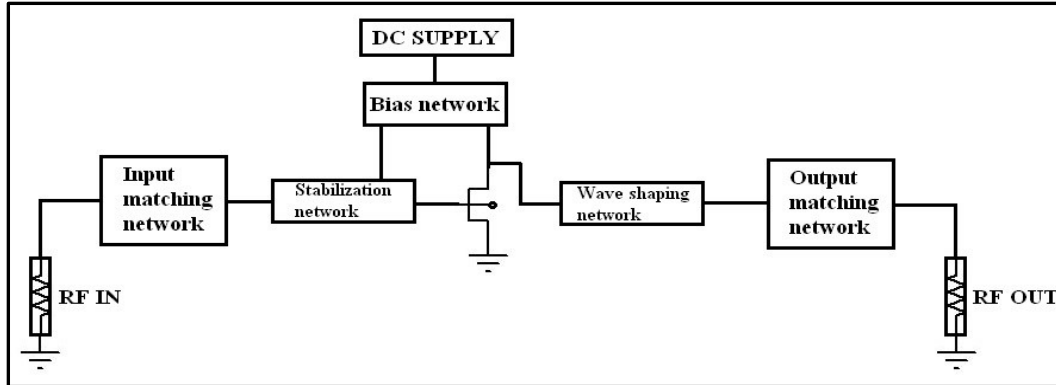 DC SUPPLY
Bias network
Input
matching
network
Stabilization
network
Wave shaping
network
Output
matching
network
RF IN
RF OUT